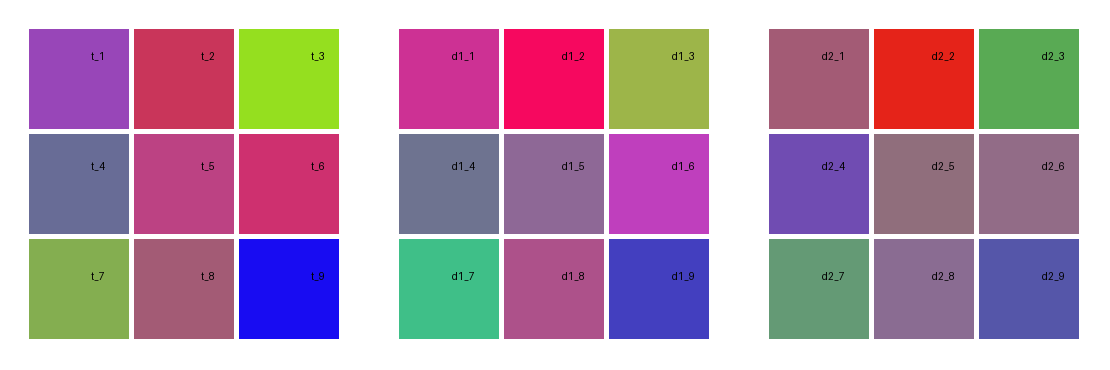 t_1 t_2 t_3 d1_1 d1_2 d1_3 d2_1 d2_2 d2_3
t_4 t_5 t_6 d1_4 d1_5 d1_6 d2_4 d2_5 d2_6
t_7 t_8 t_9 d1_7 d1_8 d1_9 d2_7 d2_8 d2_9